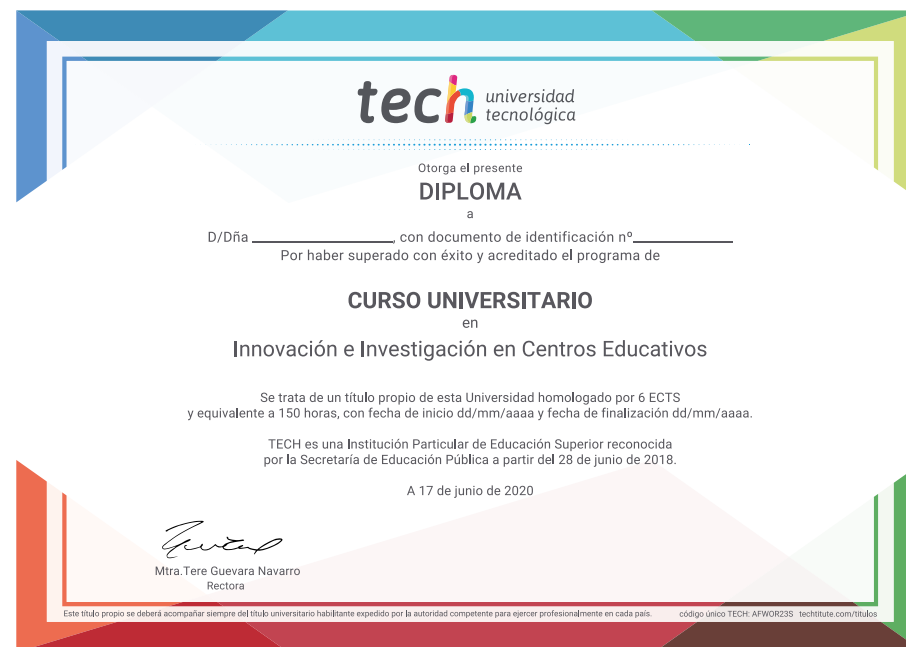 tech universidad
tecnológica
Otorga el presente
DIPLOMA
a
D/Dña ____________________, con documento de identificación nº______________
Por haber superado con éxito y acreditado el programa de
CURSO UNIVERSITARIO
en
Innovación e Investigación en Centros Educativos
Se trata de un título propio de esta Universidad homologado por 6 ECTS
y equivalente a 150 horas, con fecha de inicio dd/mm/aaaa y fecha de finalización dd/mm/aaaa.
TECH es una Institución Particular de Educación Superior reconocida
por la Secretaría de Educación Pública a partir del 28 de junio de 2018.
A 17 de junio de 2020
Mtra.Tere Guevara Navarro
Rectora
Este título propio se deberá acompañar siempre del título universitario habilitante expedido por la autoridad competente para ejercer profesionalmente en cada país. código único TECH: AFWOR23S techtitute.com/titulos